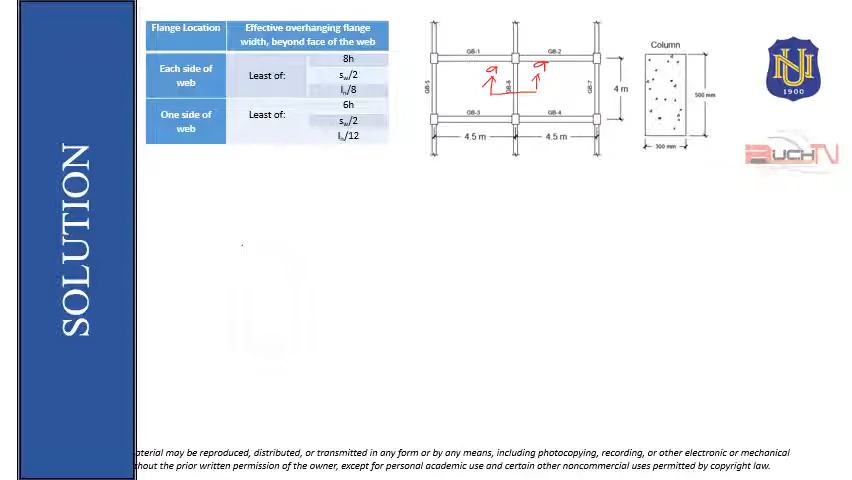 Flange Location
Effective overhanging flange
width, beyond face of the web
Each side of
web
Least of:
8h
sw/2
ln/8
One side of
web
Least of:
6h
sw/2
ln/12
GB-1
GB-2
GB-5
GB-6
GB-7
GB-3
GB-4
a
a
4 m
4.5 m
4.5 m
Column
500 mm
300 mm
NU
1900
SOLUTION
aterial may be reproduced, distributed, or transmitted in any form or by any means, including photocopying, recording, or other electronic or mechanical
thout the prior written permission of the owner, except for personal academic use and certain other noncommercial uses permitted by copyright law.